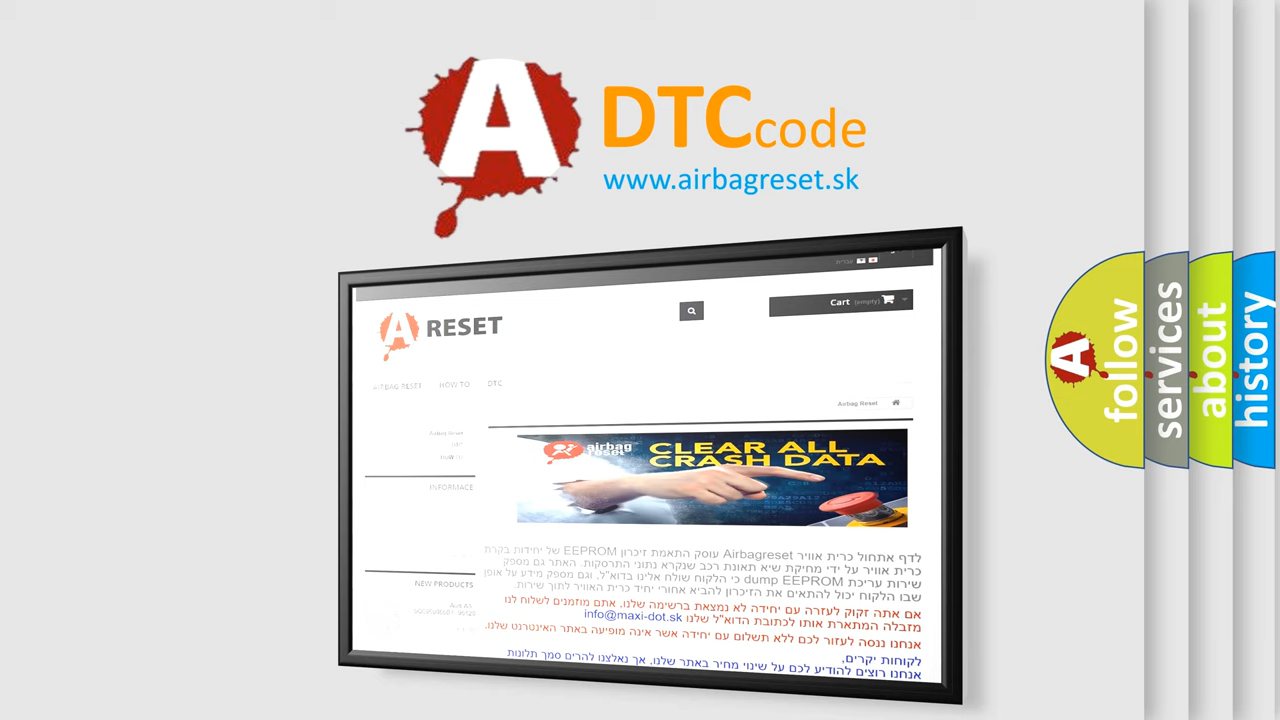 A
DTC code
www.airbagreset.sk
עברית
A RESET
Cart (empty)
AIRBAG RESET HOW TO DTC
Airbag Reset
Airbag Reset
HOW TO
INFORMACE
NEW PRODUCTS
airbag reset
CLEAR ALL
CRASH DATA
לדף אתחול כרית אוויר Airbagreset עוסק התאמת זיכרון EEPROM של יחידות בקרת
כרית אוויר על ידי מחיקת שיא תאונת רכב שנקרא נתוני התרסקות. האתר גם מספק
שירות עריכת dump EEPROM כי הלקוח שולח אלינו בדוא"ל, וגם מספק מידע על אופן
שבו הלקוח יכול להתאים את הזיכרון להביא אחורי יחיד כרית האוויר לתוך שירות.
אם אתה זקוק לעזרה עם יחידה לא נמצאת ברשימה שלנו, אתם מוזמנים לשלוח לנו
מזבלה המתארת אותו לכתובת הדוא"ל שלנו info@maxi-dot.sk
אנחנו ננסה לעזור לכם ללא תשלום עם יחידה אשר אינה מופיעה באתר האינטרנט שלנו.
לקוחות יקרים,
אנחנו רוצים להודיע לכם על שינוי מחיר באתר שלנו, אך נאלצנו להרים סמך תלונות
A
follow
services
about
history